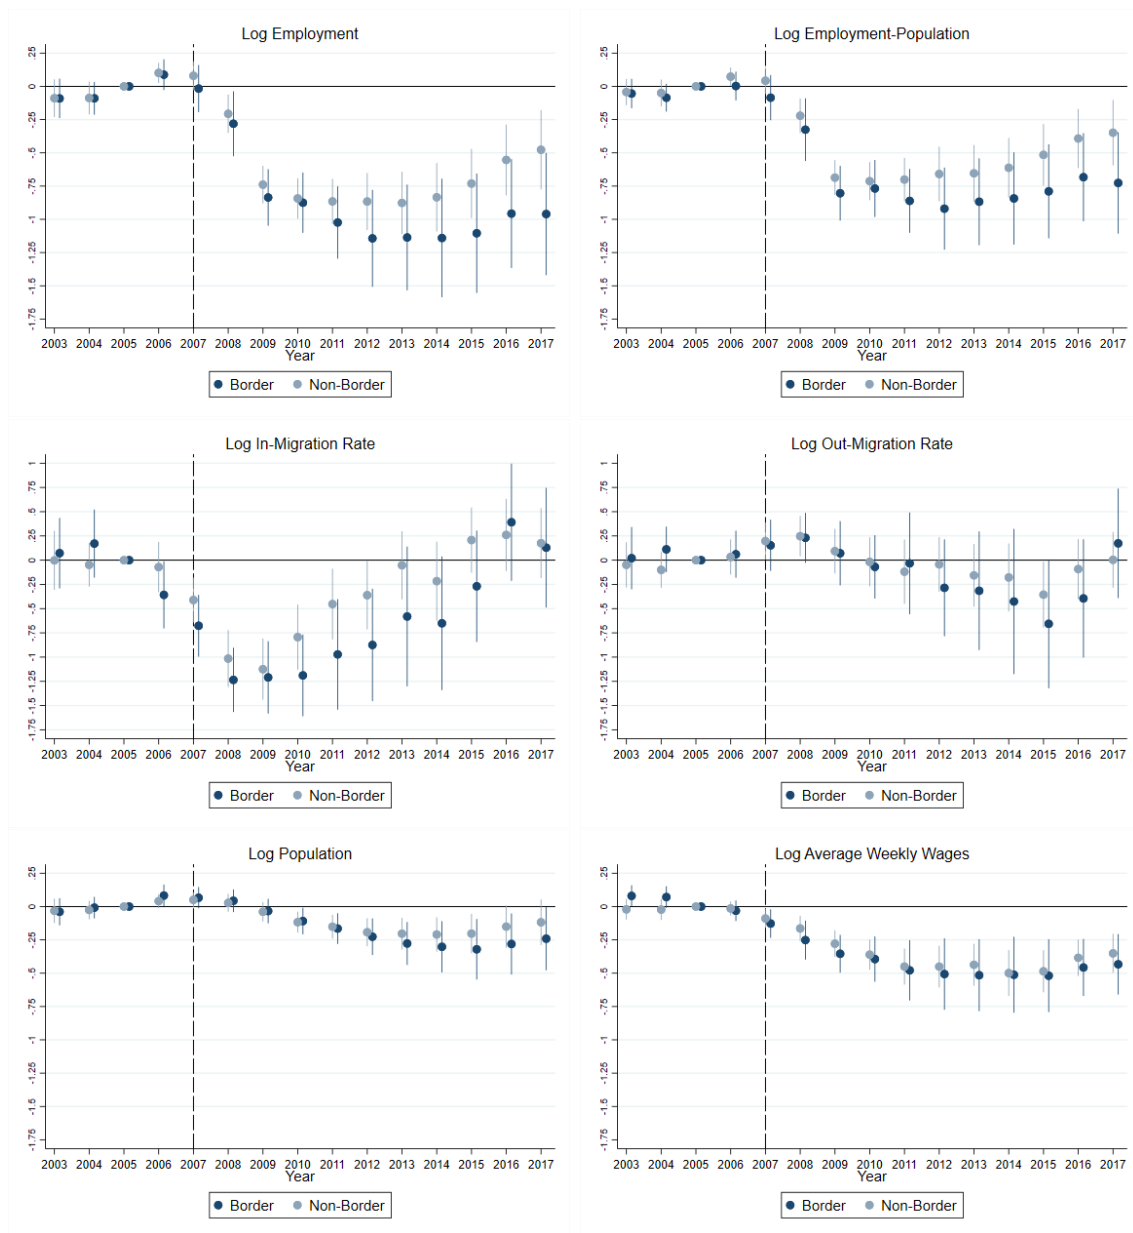 Log Employment
.25
0
-.25
-.5
-.75
-1
-1.25
-1.5
-1.75
2003 2004 2005 2006 2007 2008 2009 2010 2011 2012 2013 2014 2015 2016 2017
Year
Border Non-Border
Log Employment-Population
.25
0
-.25
-.5
-.75
-1
-1.25
-1.5
-1.75
2003 2004 2005 2006 2007 2008 2009 2010 2011 2012 2013 2014 2015 2016 2017
Year
Border Non-Border
Log In-Migration Rate
1
.75
.5
.25
0
-.25
-.5
-.75
-1
-1.25
-1.5
-1.75
2003 2004 2005 2006 2007 2008 2009 2010 2011 2012 2013 2014 2015 2016 2017
Year
Border Non-Border
Log Out-Migration Rate
1
.75
.5
.25
0
-.25
-.5
-.75
-1
-1.25
-1.5
-1.75
2003 2004 2005 2006 2007 2008 2009 2010 2011 2012 2013 2014 2015 2016 2017
Year
Border Non-Border
Log Population
.25
0
-.25
-.5
-.75
-1
-1.25
-1.5
-1.75
2003 2004 2005 2006 2007 2008 2009 2010 2011 2012 2013 2014 2015 2016 2017
Year
Border Non-Border
Log Average Weekly Wages
.25
0
-.25
-.5
-.75
-1
-1.25
-1.5
-1.75
2003 2004 2005 2006 2007 2008 2009 2010 2011 2012 2013 2014 2015 2016 2017
Year
Border Non-Border